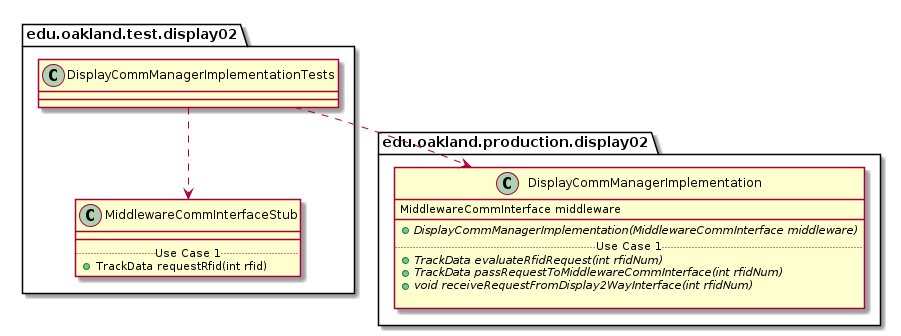 edu.oakland.test.display02
C DisplayCommManagerImplementationTests
edu.oakland.production.display02
C DisplayCommManagerImplementation
MiddlewareCommInterface middleware
C MiddlewareCommInterfaceStub
DisplayCommManagerImplementation(MiddlewareCommInterface middleware)
Use Case 1
Use Case 1
TrackData requestRfid(int rfid)
TrackData evaluateRfidRequest(int rfidNum)
TrackData passRequestToMiddlewareCommInterface(int rfidNum)
void receiveRequestFromDisplay2WayInterface(int rfidNum)